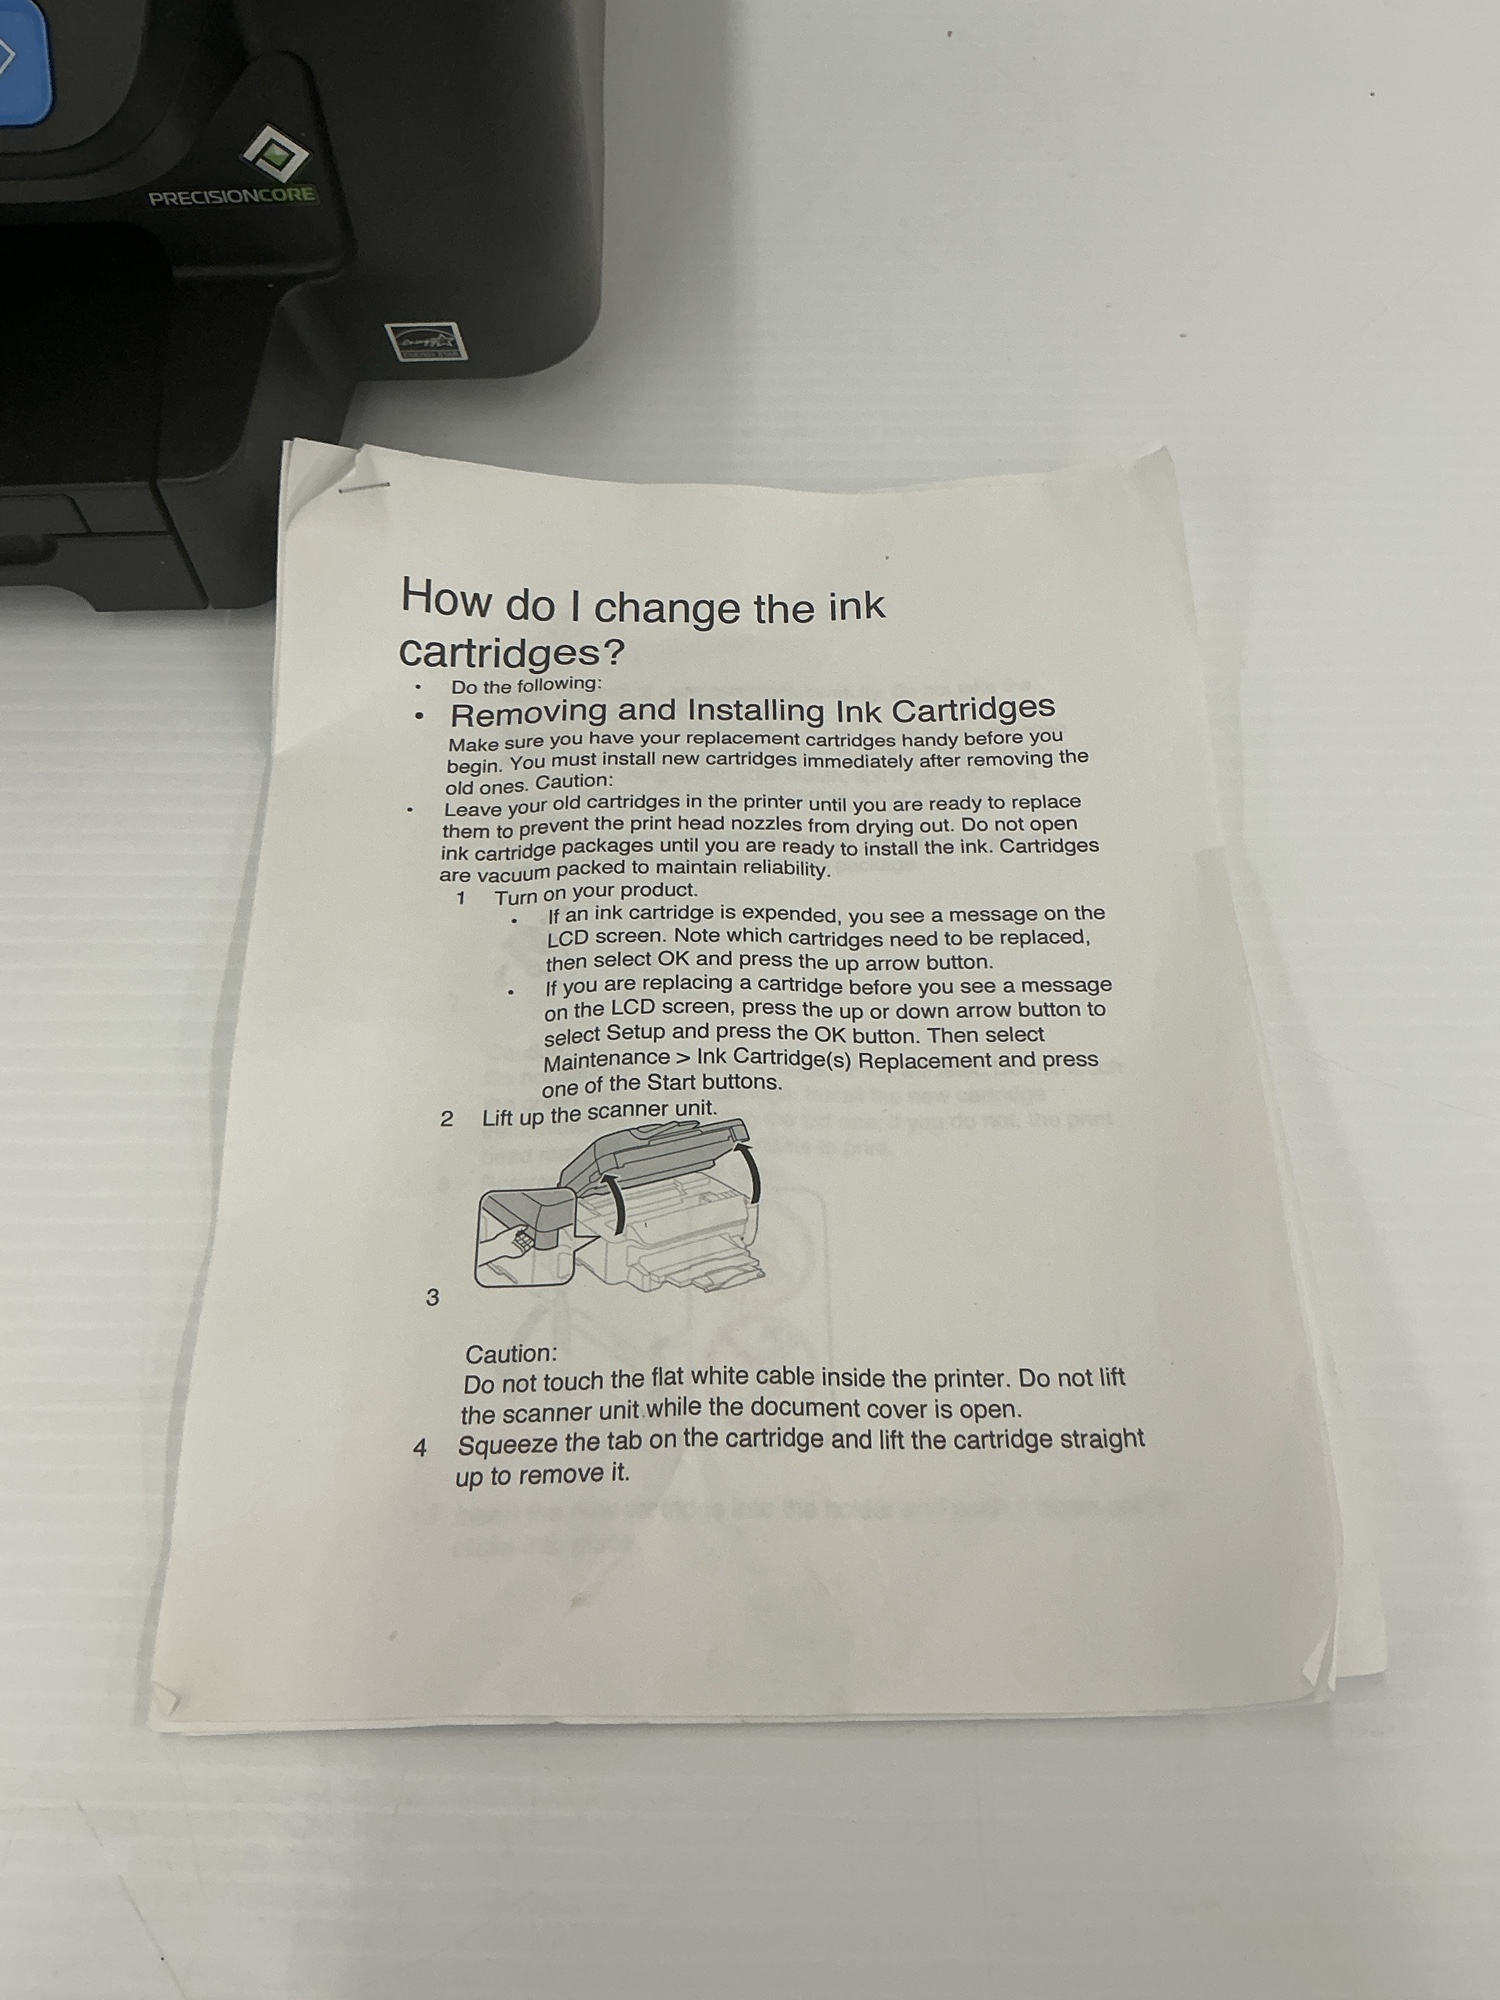 PRECISIONCORE
ENERGY STAR
How do I change the ink
cartridges?
• Do the following:
• Removing and Installing Ink Cartridges
Make sure you have your replacement cartridges handy before you
begin. You must install new cartridges immediately after removing the
old ones. Caution:
• Leave your old cartridges in the printer until you are ready to replace
them to prevent the print head nozzles from drying out. Do not open
ink cartridge packages until you are ready to install the ink. Cartridges
are vacuum packed to maintain reliability.
1 Turn on your product.
• If an ink cartridge is expended, you see a message on the
LCD screen. Note which cartridges need to be replaced,
then select OK and press the up arrow button.
• If you are replacing a cartridge before you see a message
on the LCD screen, press the up or down arrow button to
select Setup and press the OK button. Then select
Maintenance > Ink Cartridge(s) Replacement and press
one of the Start buttons.
2 Lift up the scanner unit.
3
Caution:
Do not touch the flat white cable inside the printer. Do not lift
the scanner unit while the document cover is open.
4 Squeeze the tab on the cartridge and lift the cartridge straight
up to remove it.